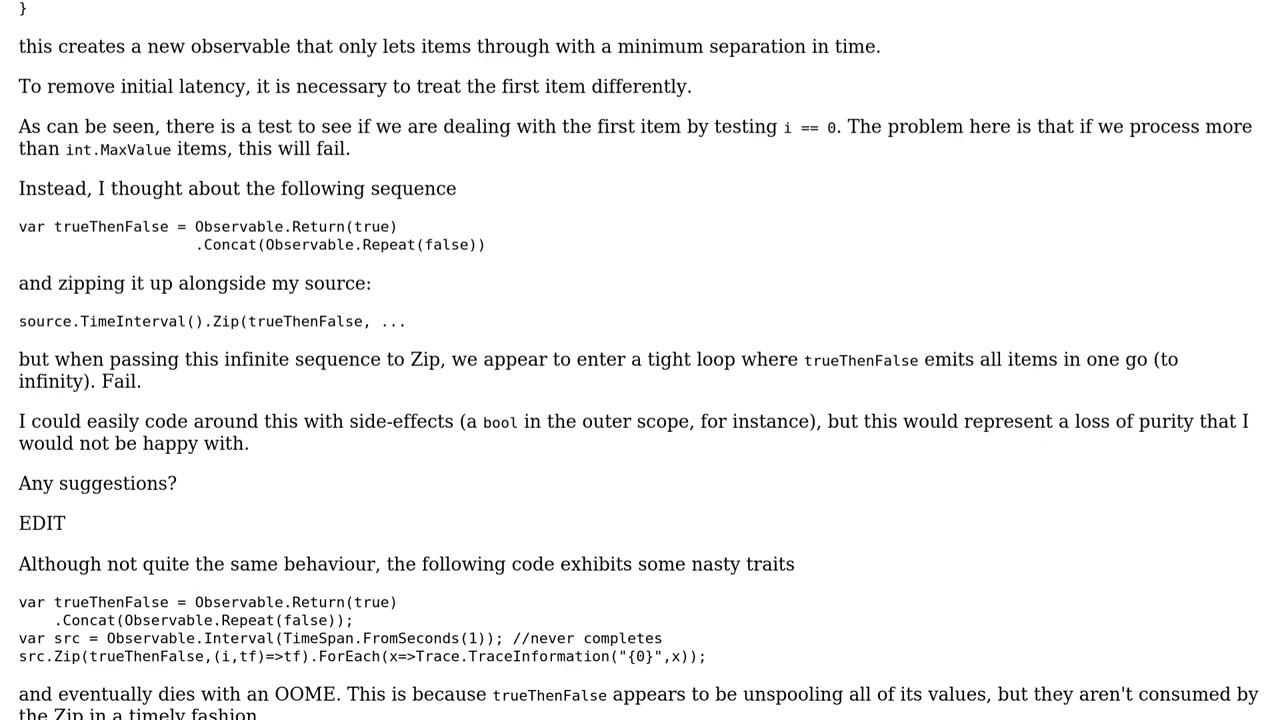 }
this creates a new observable that only lets items through with a minimum separation in time.
To remove initial latency, it is necessary to treat the first item differently.
As can be seen, there is a test to see if we are dealing with the first item by testing i == 0. The problem here is that if we process more
than int.MaxValue items, this will fail.
Instead, I thought about the following sequence
var trueThenFalse = Observable.Return(true)
                    .Concat(Observable.Repeat(false))
and zipping it up alongside my source:
source.TimeInterval().Zip(trueThenFalse, ...
but when passing this infinite sequence to Zip, we appear to enter a tight loop where trueThenFalse emits all items in one go (to
infinity). Fail.
I could easily code around this with side-effects (a bool in the outer scope, for instance), but this would represent a loss of purity that I
would not be happy with.
Any suggestions?
EDIT
Although not quite the same behaviour, the following code exhibits some nasty traits
var trueThenFalse = Observable.Return(true)
    .Concat(Observable.Repeat(false));
var src = Observable.Interval(TimeSpan.FromSeconds(1)); //never completes
src.Zip(trueThenFalse,(i,tf)=>tf).ForEach(x=>Trace.TraceInformation("{0}",x));
and eventually dies with an OOME. This is because trueThenFalse appears to be unspooling all of its values, but they aren't consumed by
the Zip in a timely fashion.